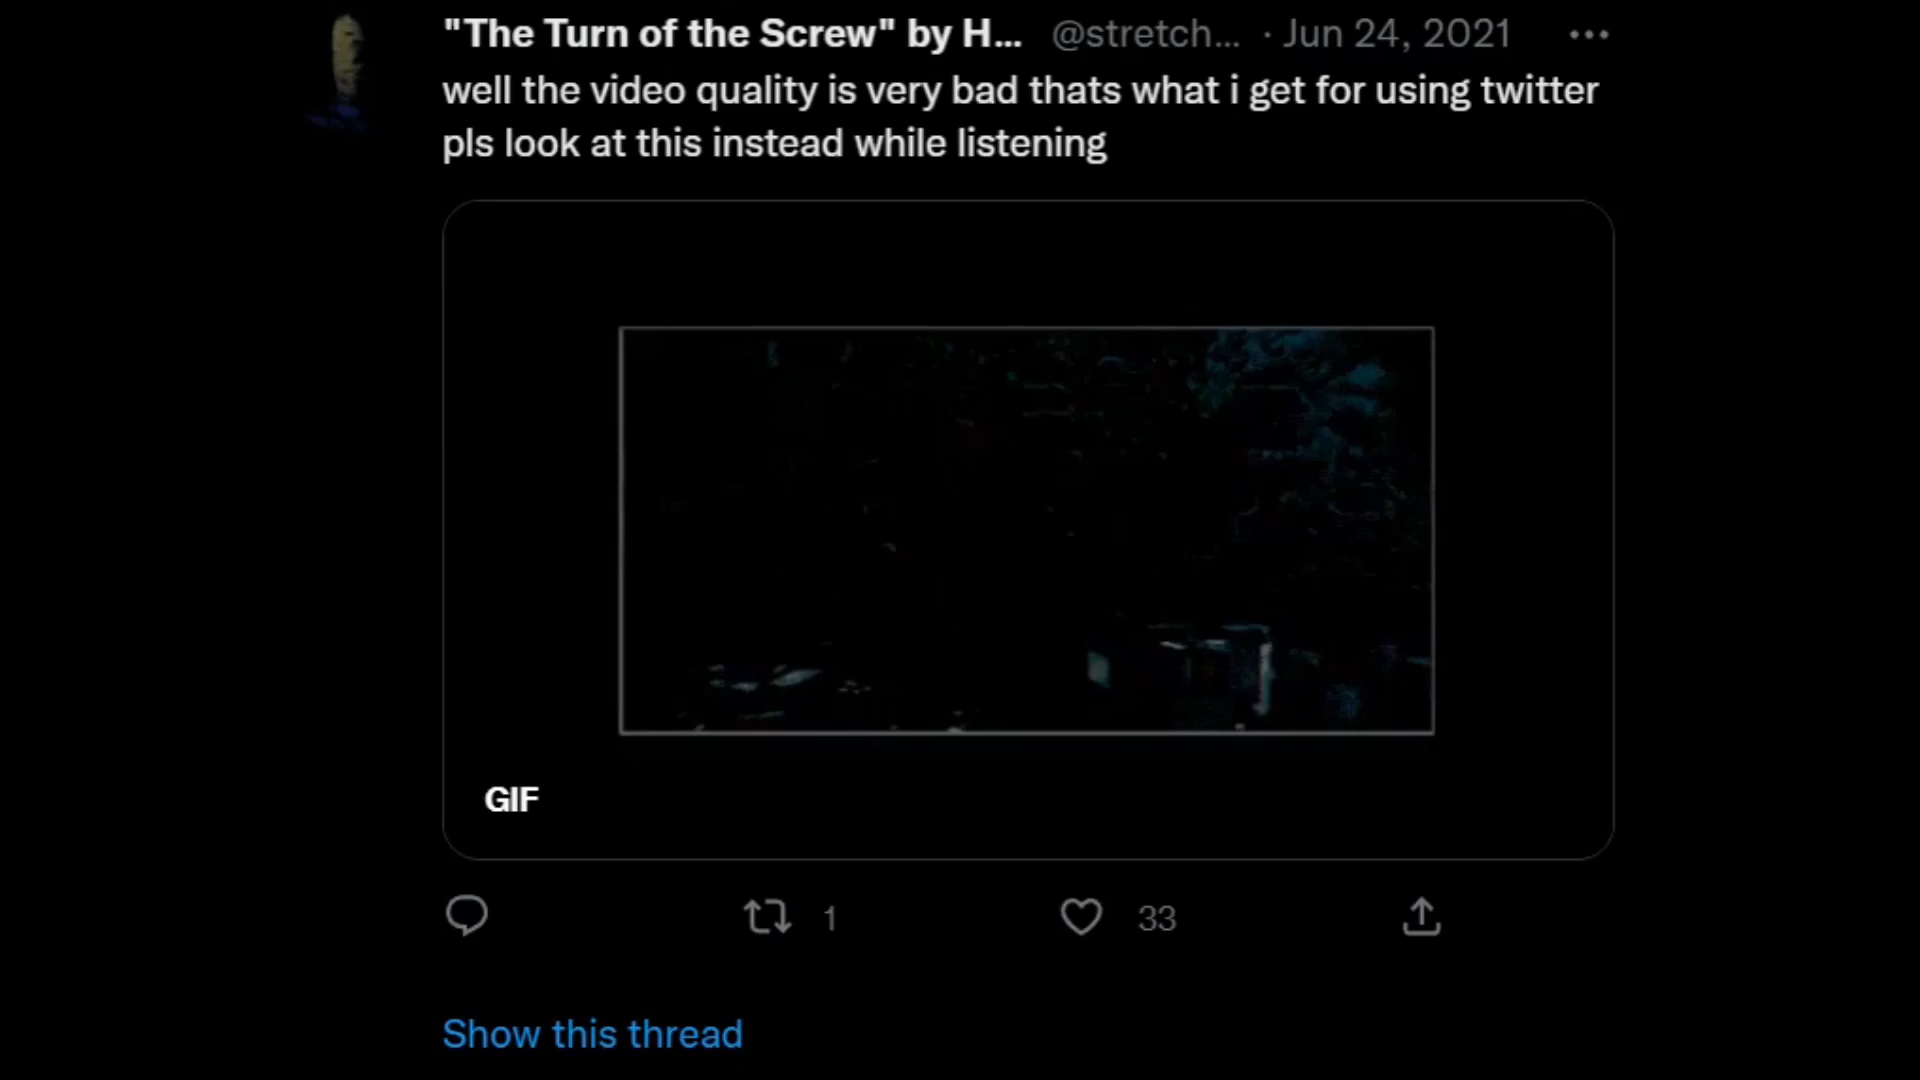 "The Turn of the Screw" by H... @stretch... · Jun 24, 2021
well the video quality is very bad thats what i get for using twitter
pls look at this instead while listening
GIF
1 33
Show this thread